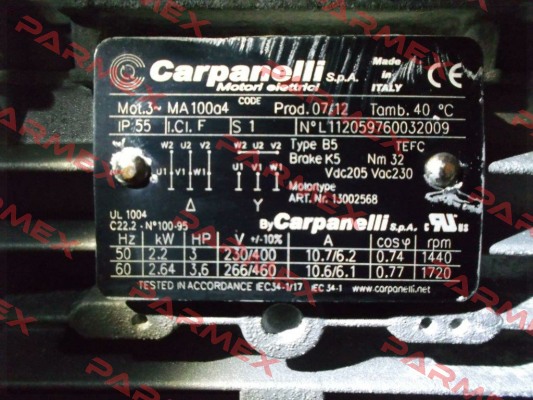 Carpanelli S.p.A.
Motori elettrici
Made in ITALY
CE
CODE
Mot.3~ MA100a4 Prod. 07/12 Tamb. 40 °C
IP 55 I.Cl. F S 1 N° L112059760032009
W2 U2 V2 W2 U2 V2 Type B5 TEFC
Brake K5 Nm 32
U1 V1 W1 U1 V1 W1 Vdc205 Vac230
Motortype
Δ Y ART. Nr. 13002568
UL 1004
C22.2 - N°100-95 By Carpanelli S.p.A. c RU us
Hz kW HP V +/-10% A cos φ rpm
50 2.2 3 230/400 10.7/6.2 0.74 1440
60 2.64 3,6 266/460 10.6/6.1 0.77 1720
TESTED IN ACCORDANCE IEC34-1/17 IEC 34-1 www.carpanelli.net
PARMEX